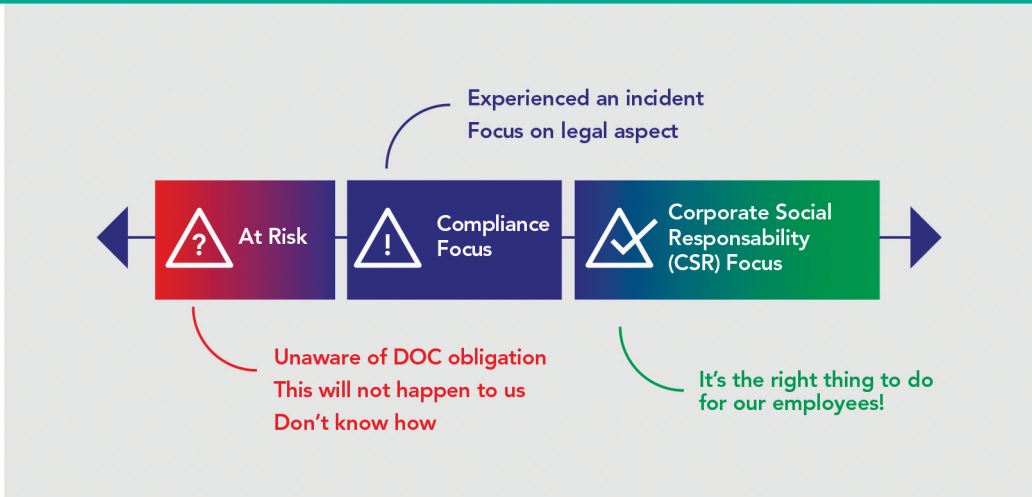 Experienced an incident
Focus on legal aspect
?
At Risk
!
Compliance
Focus
Corporate Social
Responsability
(CSR) Focus
Unaware of DOC obligation
This will not happen to us
Don't know how
It's the right thing to do
for our employees!